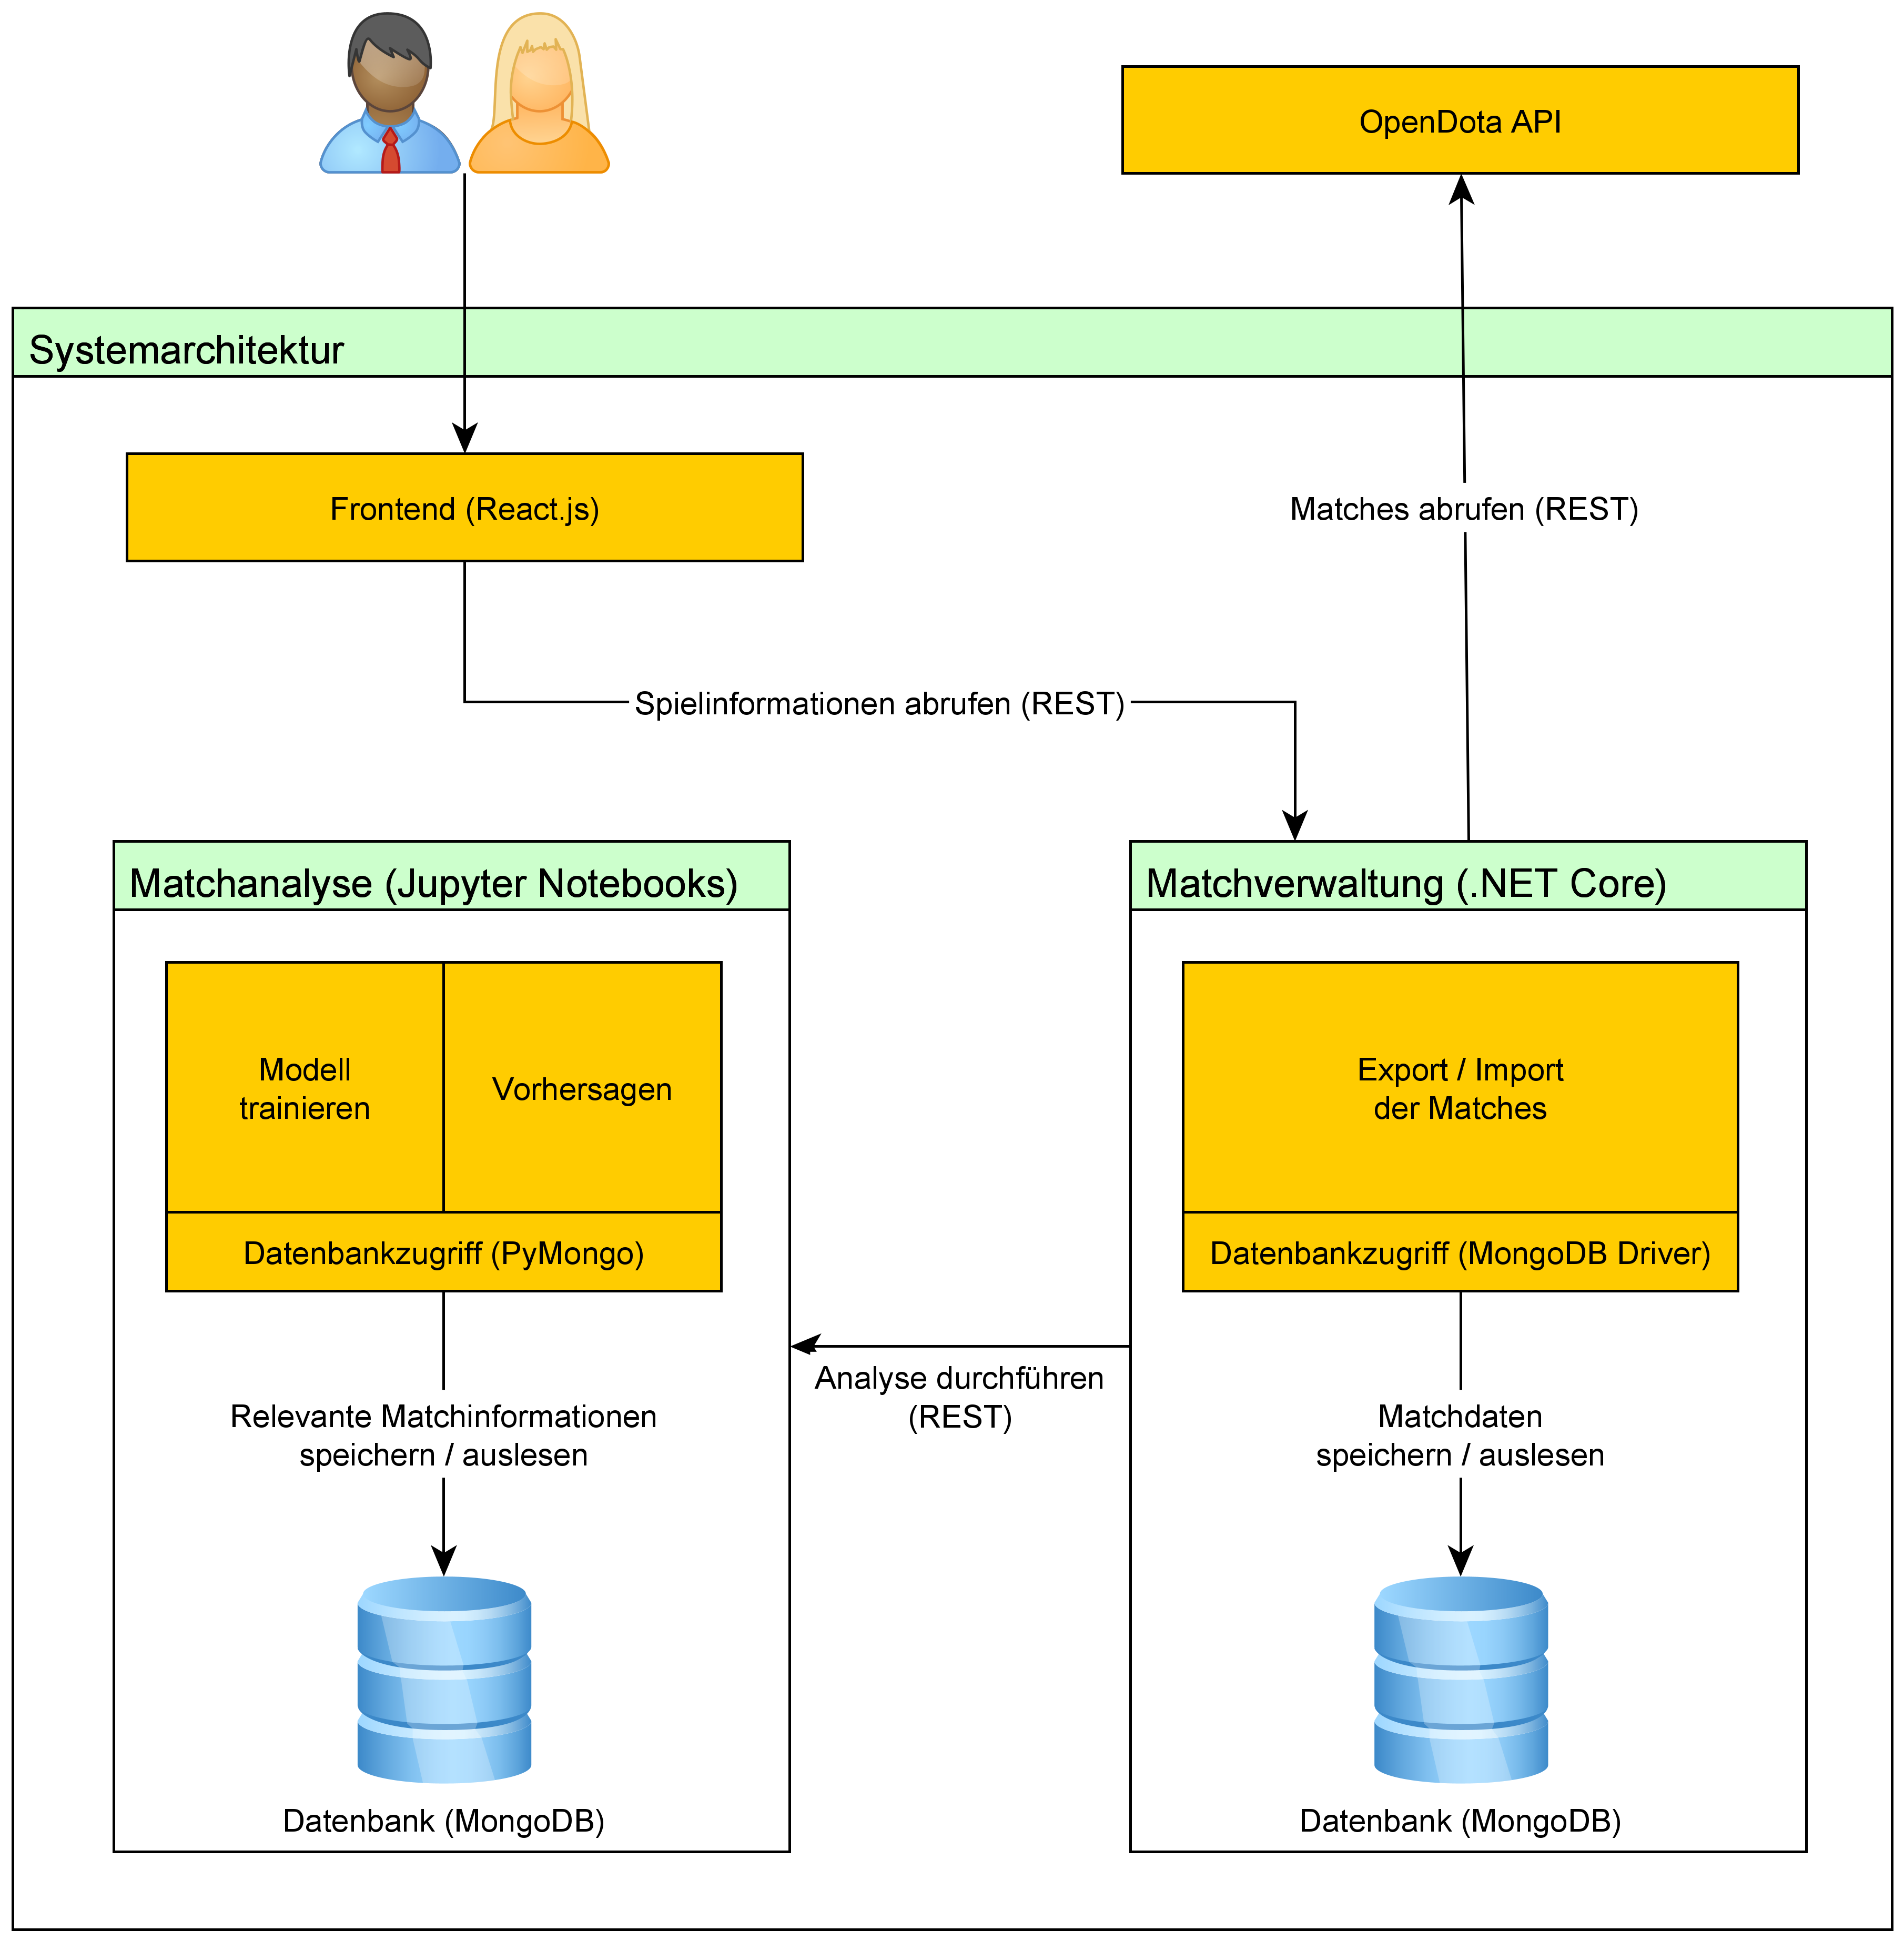 OpenDota API
Systemarchitektur
Frontend (React.js)
Matches abrufen (REST)
Spielinformationen abrufen (REST)
Matchanalyse (Jupyter Notebooks)
Modell
trainieren
Vorhersagen
Datenbankzugriff (PyMongo)
Relevante Matchinformationen
speichern / auslesen
Datenbank (MongoDB)
Analyse durchführen
(REST)
Matchverwaltung (.NET Core)
Export / Import
der Matches
Datenbankzugriff (MongoDB Driver)
Matchdaten
speichern / auslesen
Datenbank (MongoDB)